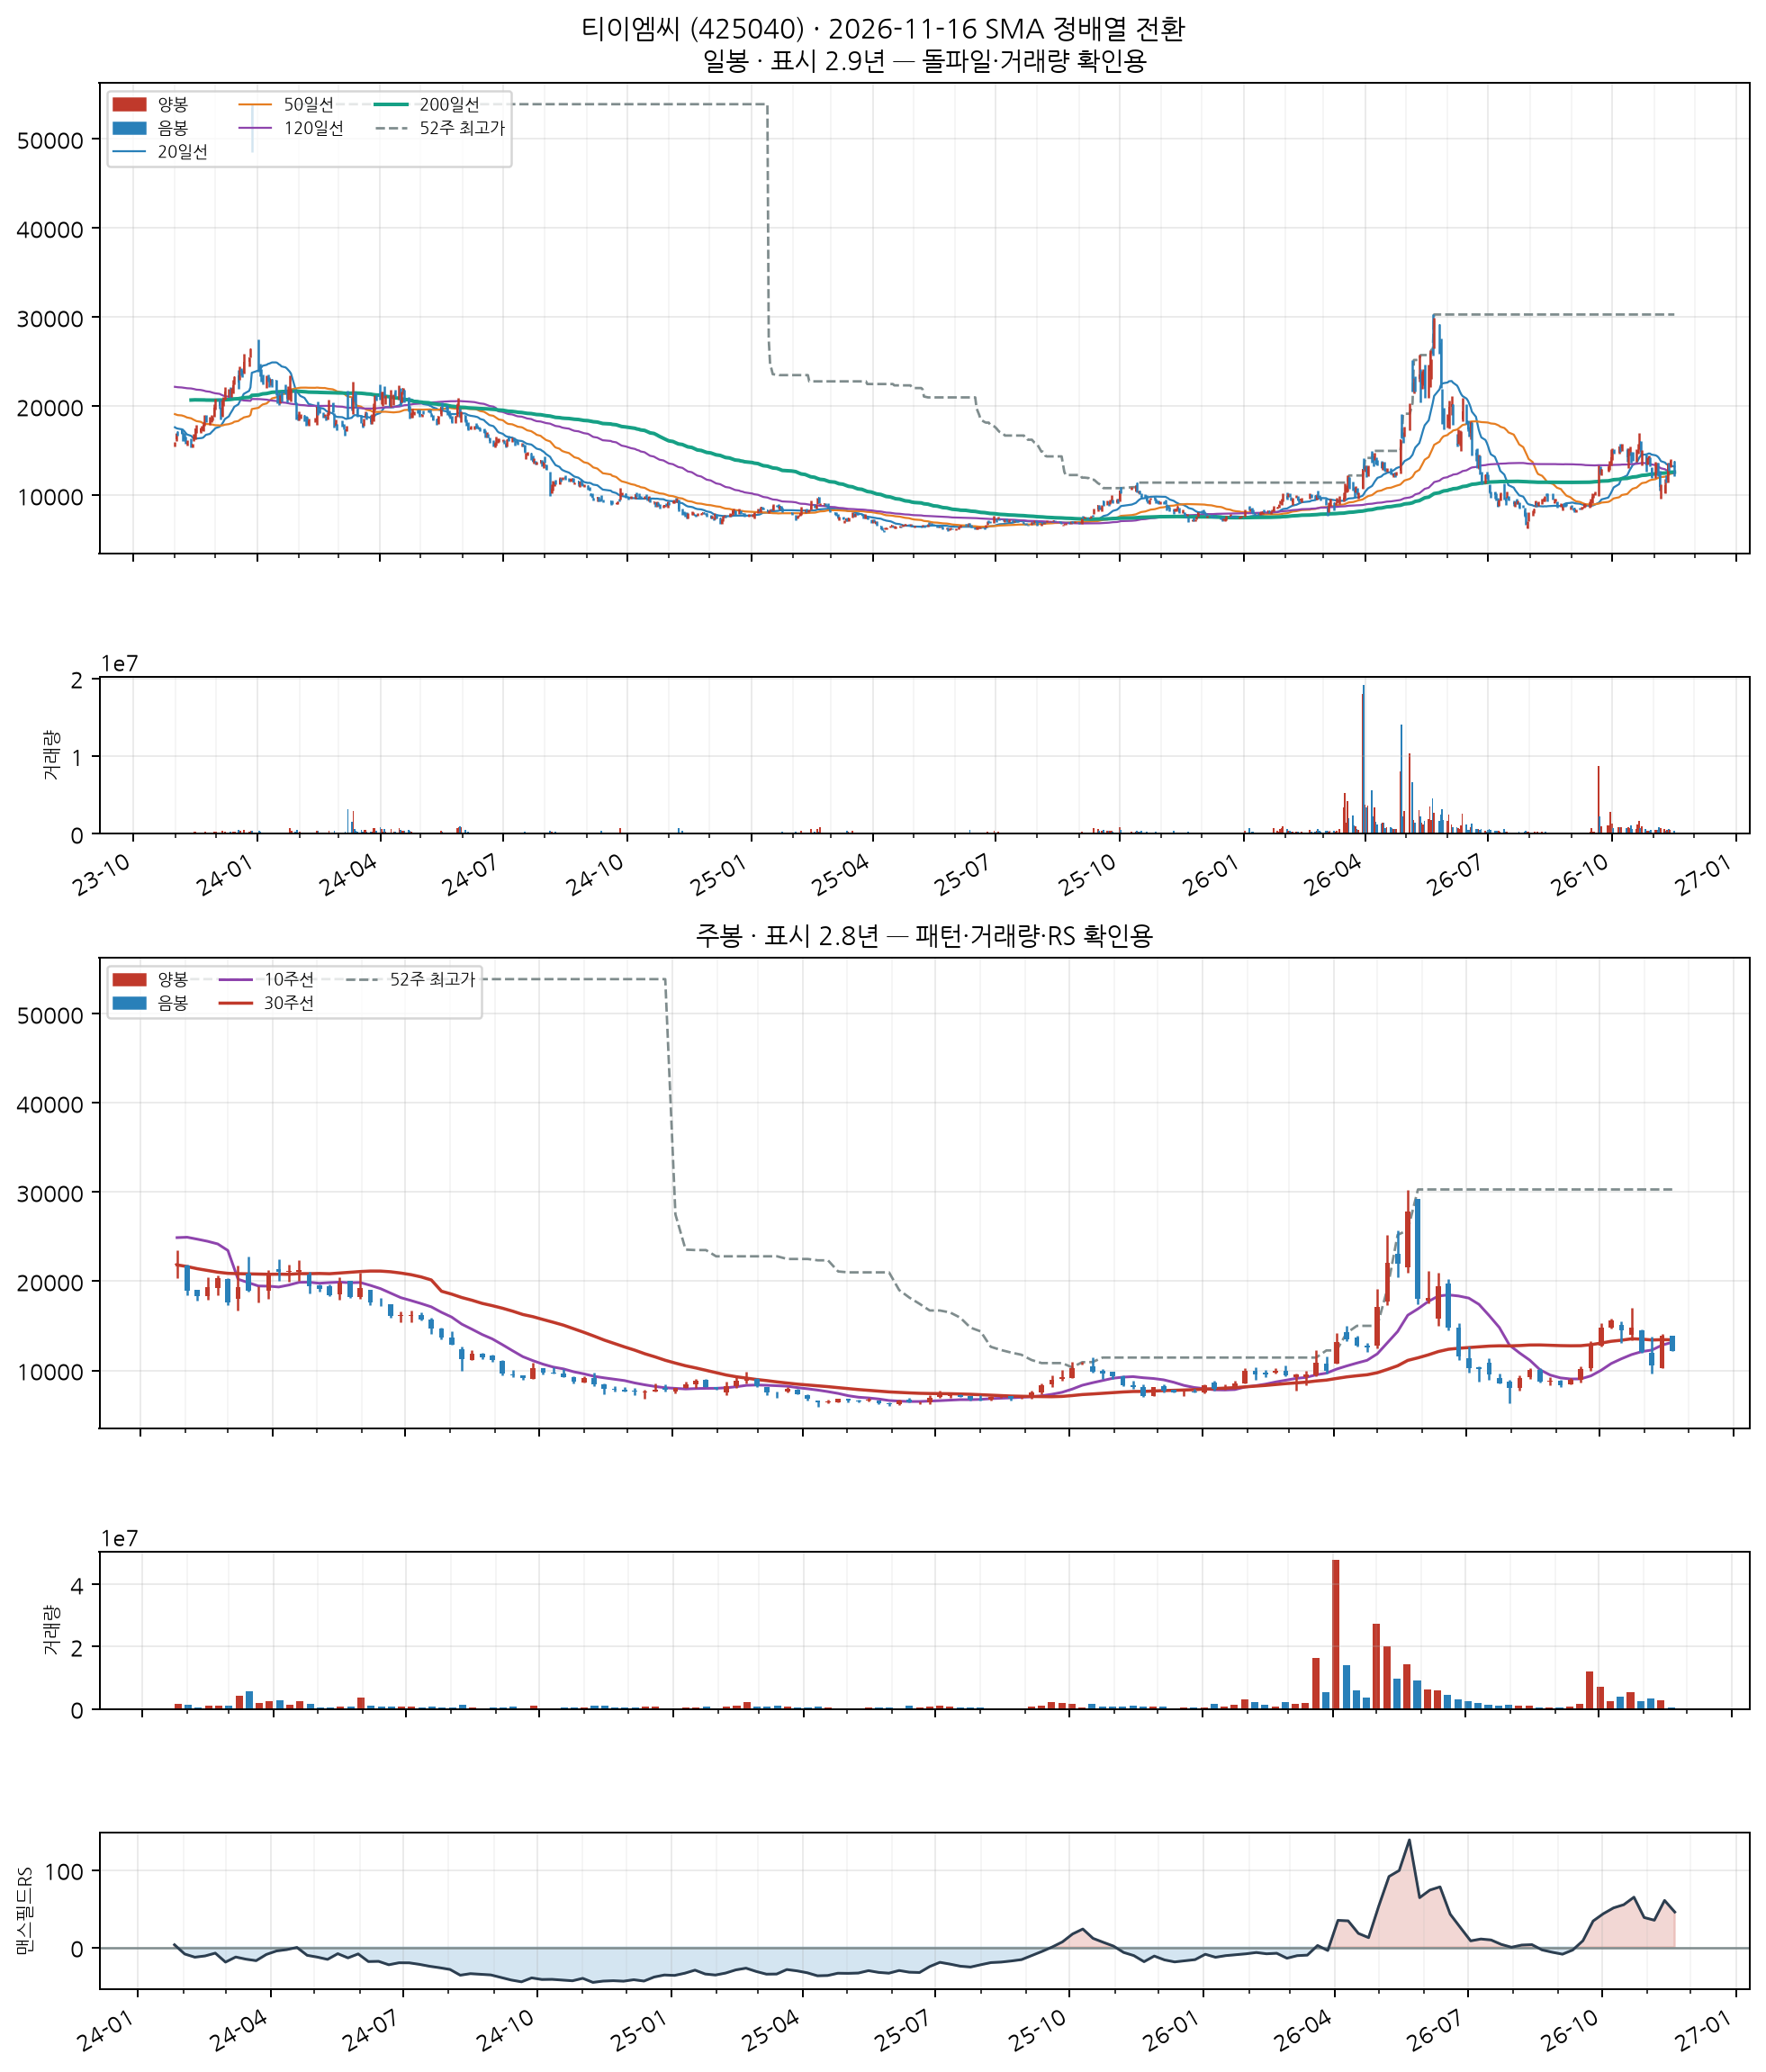 티이엠씨 (425040) · 2026-11-16 SMA 정배열 전환
일봉 · 표시 2.9년 — 돌파일·거래량 확인용
양봉
음봉
20일선
50일선
120일선
200일선
52주 최고가
50000
40000
30000
20000
10000
1e7
2
1
0
거래량
23-10
24-01
24-04
24-07
24-10
25-01
25-04
25-07
25-10
26-01
26-04
26-07
26-10
27-01
주봉 · 표시 2.8년 — 패턴·거래량·RS 확인용
양봉
음봉
10주선
30주선
52주 최고가
50000
40000
30000
20000
10000
1e7
4
2
0
거래량
100
0
맨스필드RS
24-01
24-04
24-07
24-10
25-01
25-04
25-07
25-10
26-01
26-04
26-07
26-10
27-01